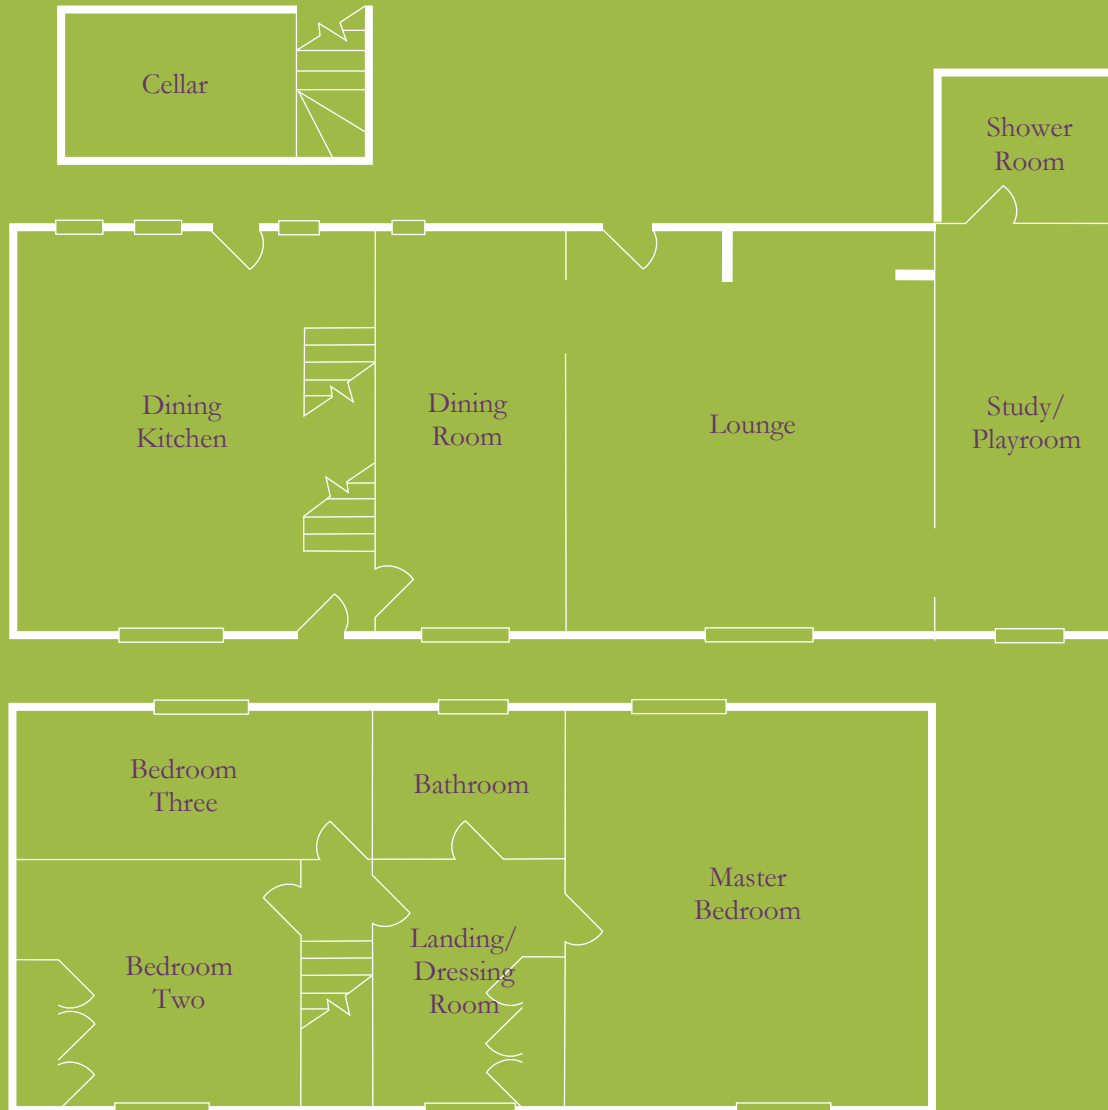 Cellar
Shower
Room
Dining
Kitchen
Dining
Room
Lounge
Study/
Playroom
Bedroom
Three
Bathroom
Master
Bedroom
Bedroom
Two
Landing/
Dressing
Room